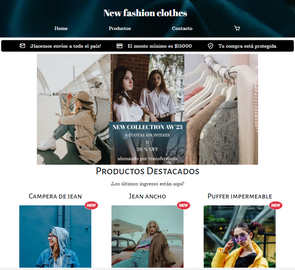 New fashion clothes
Home Productos Contacto
¡Hacemos envíos a todo el país! El monto mínimo es $15000 Tu compra está protegida
NEW COLLECTION AW'23
6 CUOTAS SIN INTERÉS
O
20 % OFF
abonando por transferencia
Productos Destacados
¡Los últimos ingresos están aquí!
Campera de jean Jean ancho Puffer impermeable
NEW NEW NEW